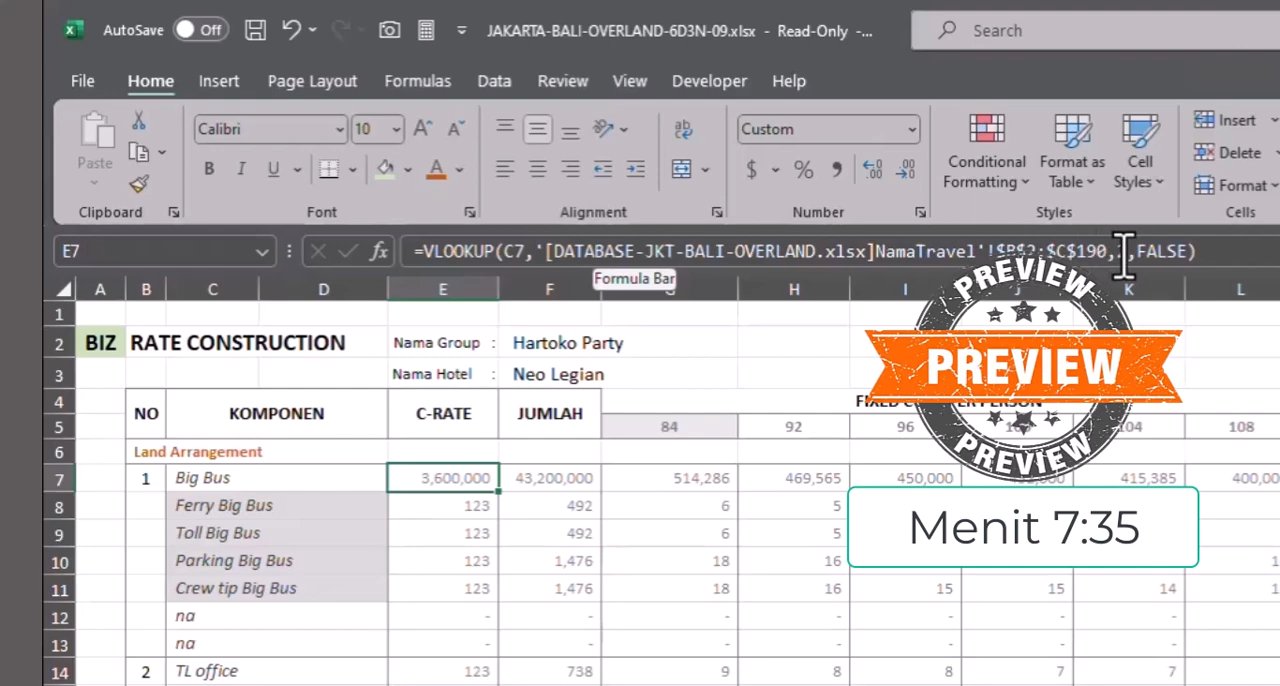 AutoSave Off JAKARTA-BALI-OVERLAND-6D3N-09.xlsx - Read-Only -... Search
File Home Insert Page Layout Formulas Data Review View Developer Help
Calibri 10 Custom Insert
Paste Conditional Format as Cell Delete
B I U A $ % Formatting Table Styles Format
Clipboard Font Alignment Number Styles Cells
E7 fx =VLOOKUP(C7,'[DATABASE-JKT-BALI-OVERLAND.xlsx]NamaTravel'!$B$2:$C$190, ,FALSE)
Formula Bar
A B C D E F H I K L
1
2 BIZ RATE CONSTRUCTION Nama Group : Hartoko Party
3 Nama Hotel : Neo Legian
4 NO KOMPONEN C-RATE JUMLAH
5 84 92 96 104 108
6 Land Arrangement
7 1 Big Bus 3,600,000 43,200,000 514,286 469,565 450,000 415,385 400,00
8 Ferry Big Bus 123 492 6 5
9 Toll Big Bus 123 492 6 5
10 Parking Big Bus 123 1,476 18 16
11 Crew tip Big Bus 123 1,476 18 16 15 15 14
12 na - - - - - - -
13 na - - - - - - -
14 2 TL office 123 738 9 8 8 7 7
PREVIEW
PREVIEW
PREVIEW
Menit 7:35